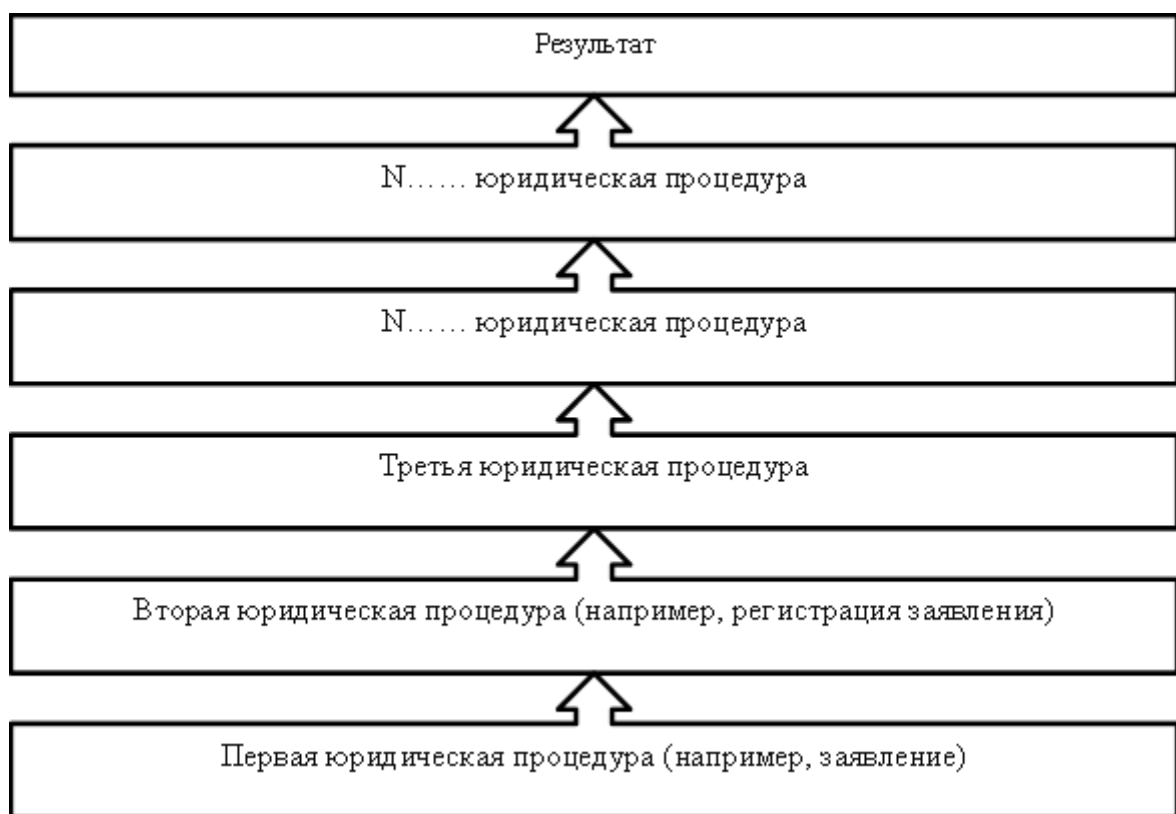 Результат
N…… юридическая процедура
N…… юридическая процедура
Третья юридическая процедура
Вторая юридическая процедура (например, регистрация заявления)
Первая юридическая процедура (например, заявление)